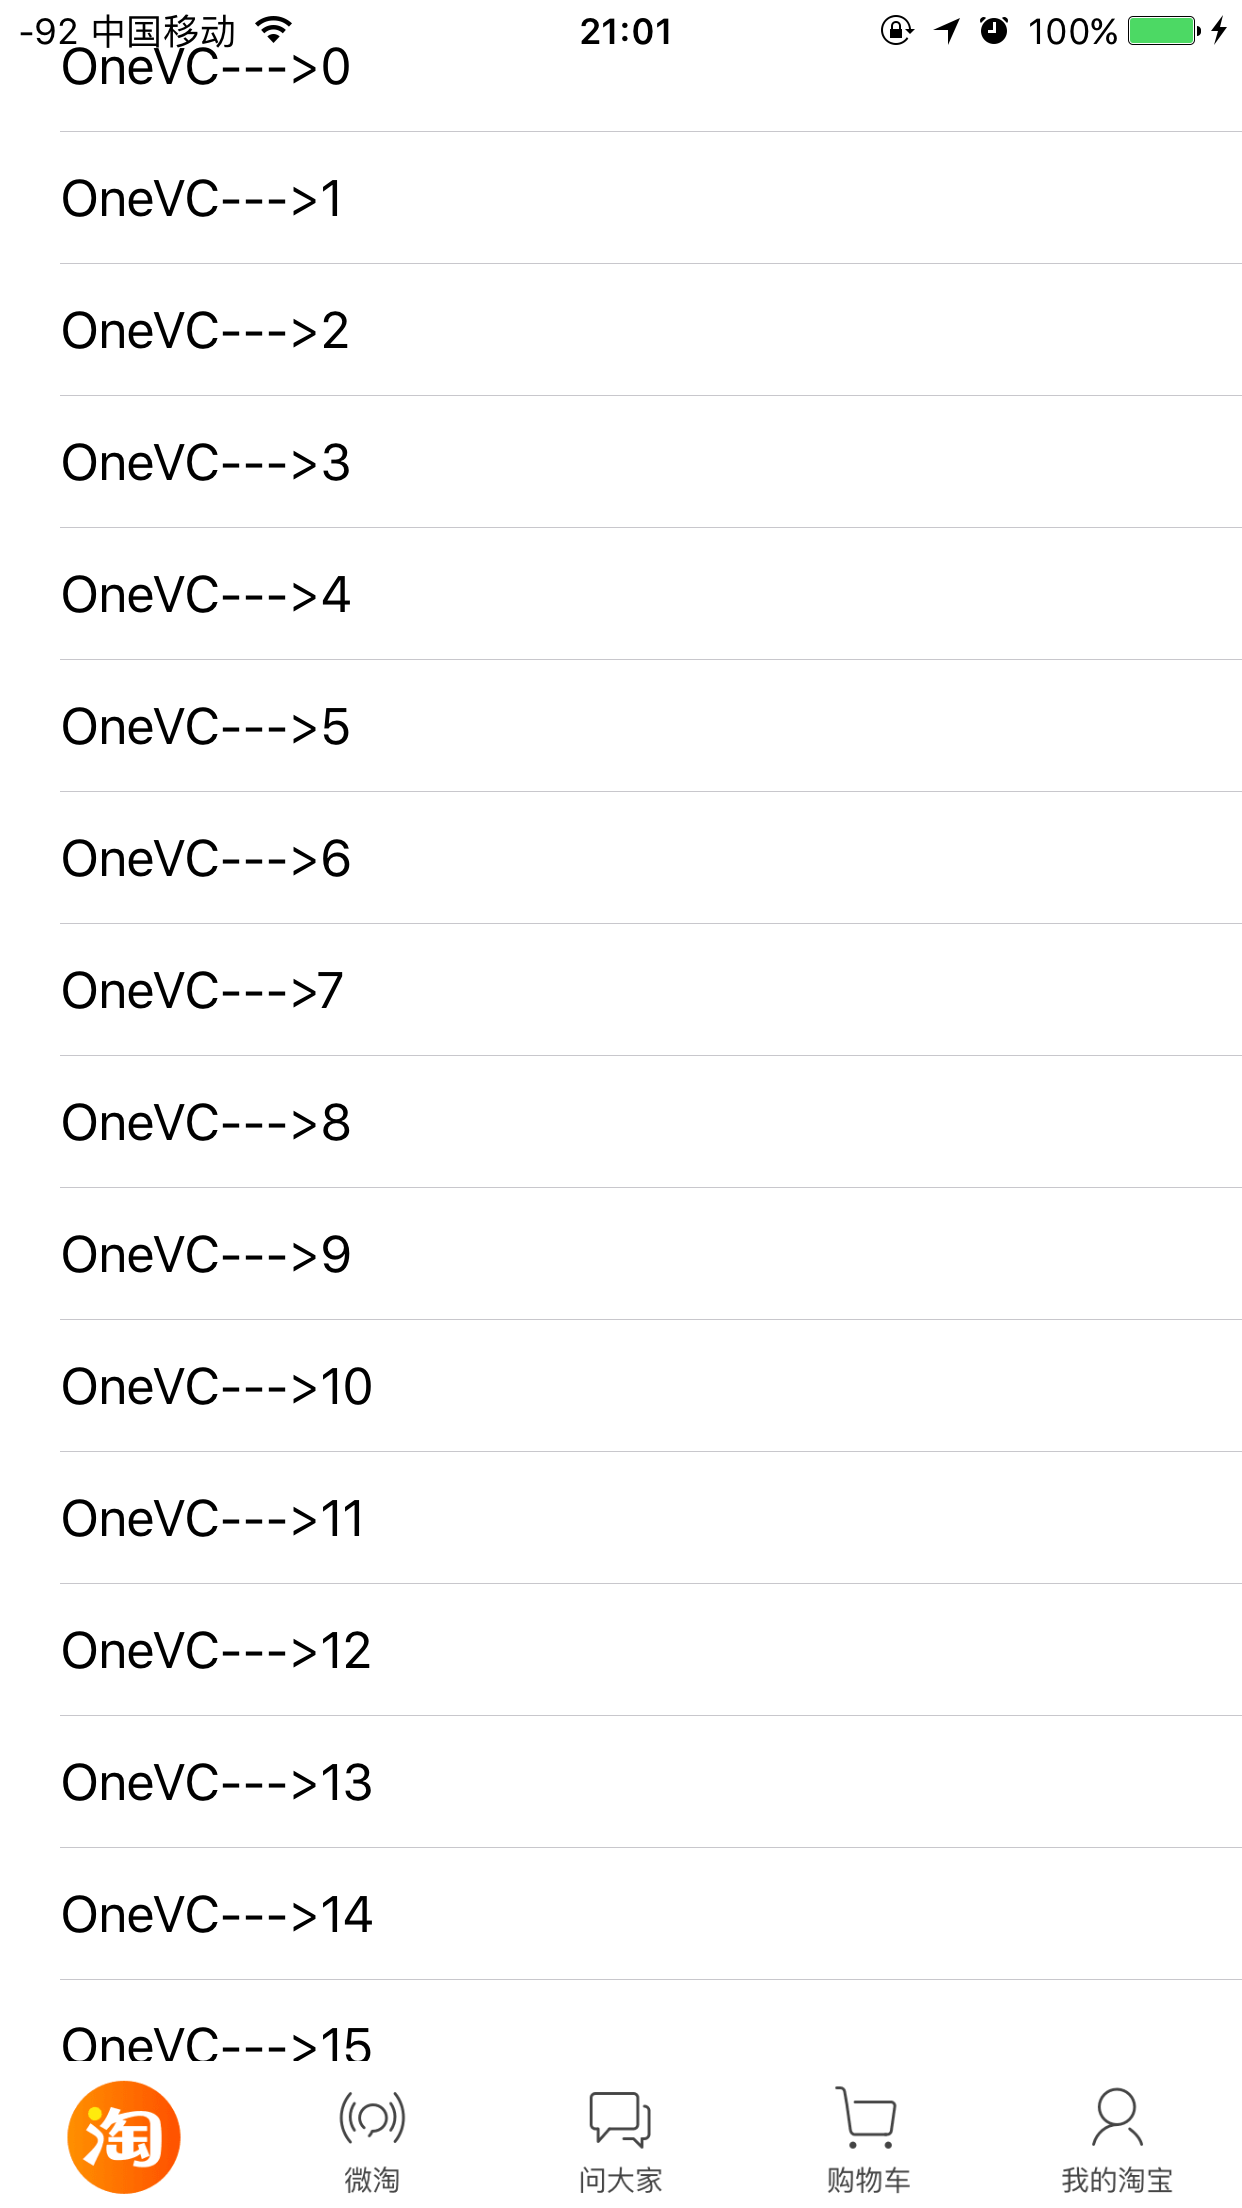 -92 中国移动 21:01 100%
OneVC--->0
OneVC--->1
OneVC--->2
OneVC--->3
OneVC--->4
OneVC--->5
OneVC--->6
OneVC--->7
OneVC--->8
OneVC--->9
OneVC--->10
OneVC--->11
OneVC--->12
OneVC--->13
OneVC--->14
OneVC--->15
淘
微淘 问大家 购物车 我的淘宝